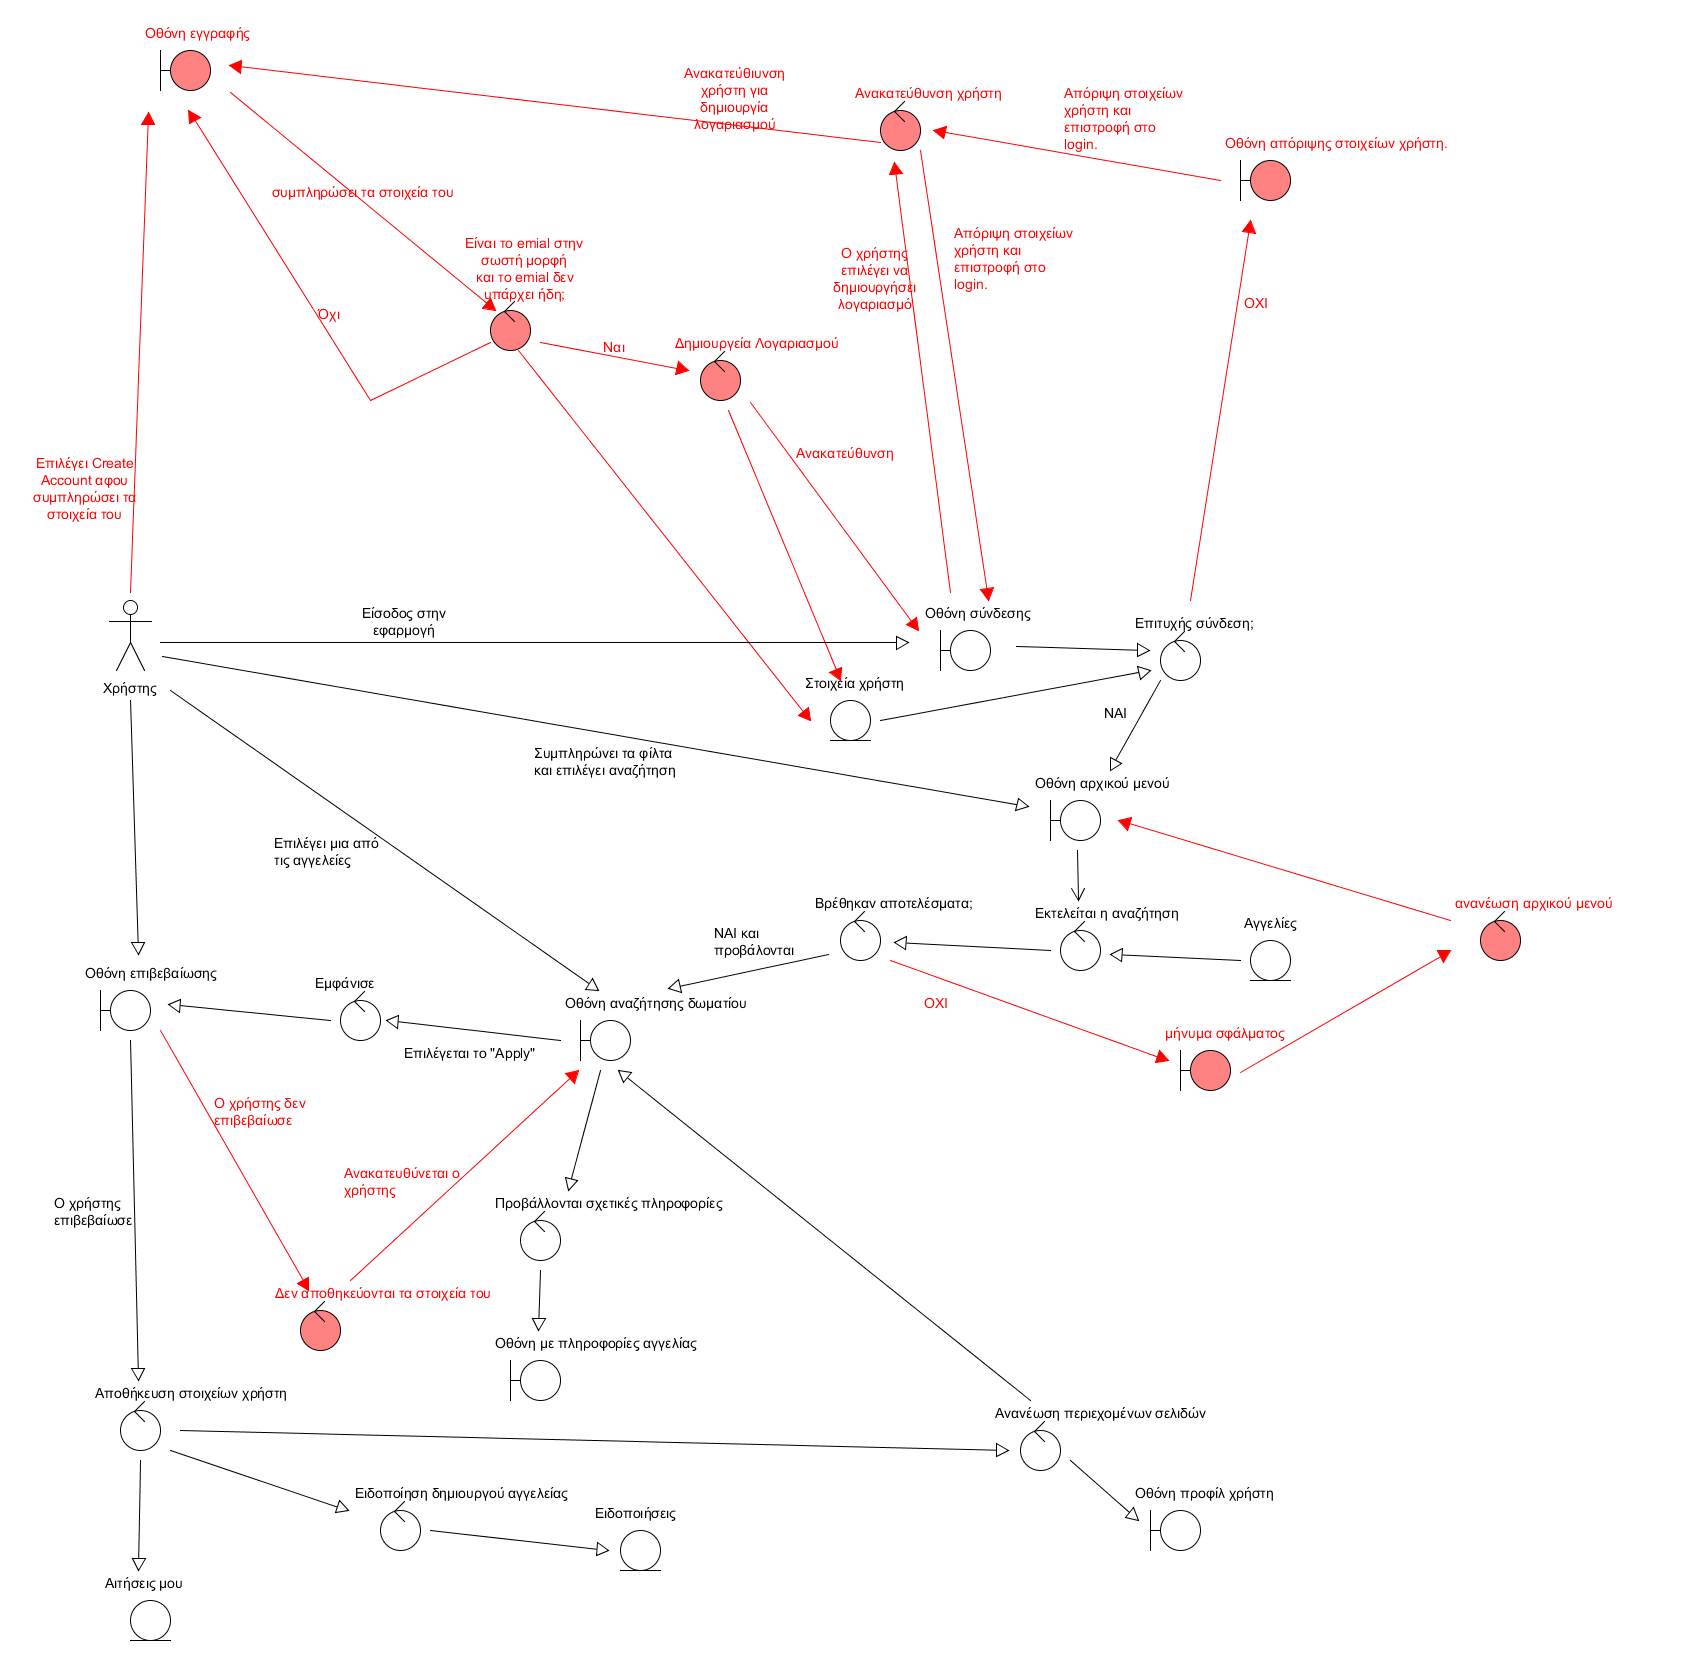 Οθόνη εγγραφής
Ανακατεύθιυνση
χρήστη για
δημιουργία
λογαριασμού
Ανακατεύθυνση χρήστη
Απόριψη στοιχείων
χρήστη και
επιστροφή στο
login.
Οθόνη απόριψης στοιχείων χρήστη.
συμπληρώσει τα στοιχεία του
Είναι το emial στην
σωστή μορφή
και το emial δεν
υπάρχει ήδη;
Ο χρήστης
επιλέγει να
δημιουργήσει
λογαριασμό
Απόριψη στοιχείων
χρήστη και
επιστροφή στο
login.
ΟΧΙ
Όχι
Ναι
Δημιουργεία Λογαριασμού
Ανακατεύθυνση
Επιλέγει Create
Account αφου
συμπληρώσει τα
στοιχεία του
Είσοδος στην
εφαρμογή
Οθόνη σύνδεσης
Επιτυχής σύνδεση;
Χρήστης
Στοιχεία χρήστη
ΝΑΙ
Συμπληρώνει τα φίλτα
και επιλέγει αναζήτηση
Οθόνη αρχικού μενού
Επιλέγει μια από
τις αγγελείες
Βρέθηκαν αποτελέσματα;
Εκτελείται η αναζήτηση
Αγγελίες
ανανέωση αρχικού μενού
ΝΑΙ και
προβάλονται
Οθόνη επιβεβαίωσης
Εμφάνισε
Οθόνη αναζήτησης δωματίου
ΟΧΙ
μήνυμα σφάλματος
Επιλέγεται το "Apply"
Ο χρήστης δεν
επιβεβαίωσε
Ανακατευθύνεται ο
χρήστης
Ο χρήστης
επιβεβαίωσε
Προβάλλονται σχετικές πληροφορίες
Δεν αποθηκεύονται τα στοιχεία του
Οθόνη με πληροφορίες αγγελίας
Αποθήκευση στοιχείων χρήστη
Ανανέωση περιεχομένων σελιδών
Ειδοποίηση δημιουργού αγγελείας
Ειδοποιήσεις
Οθόνη προφίλ χρήστη
Αιτήσεις μου